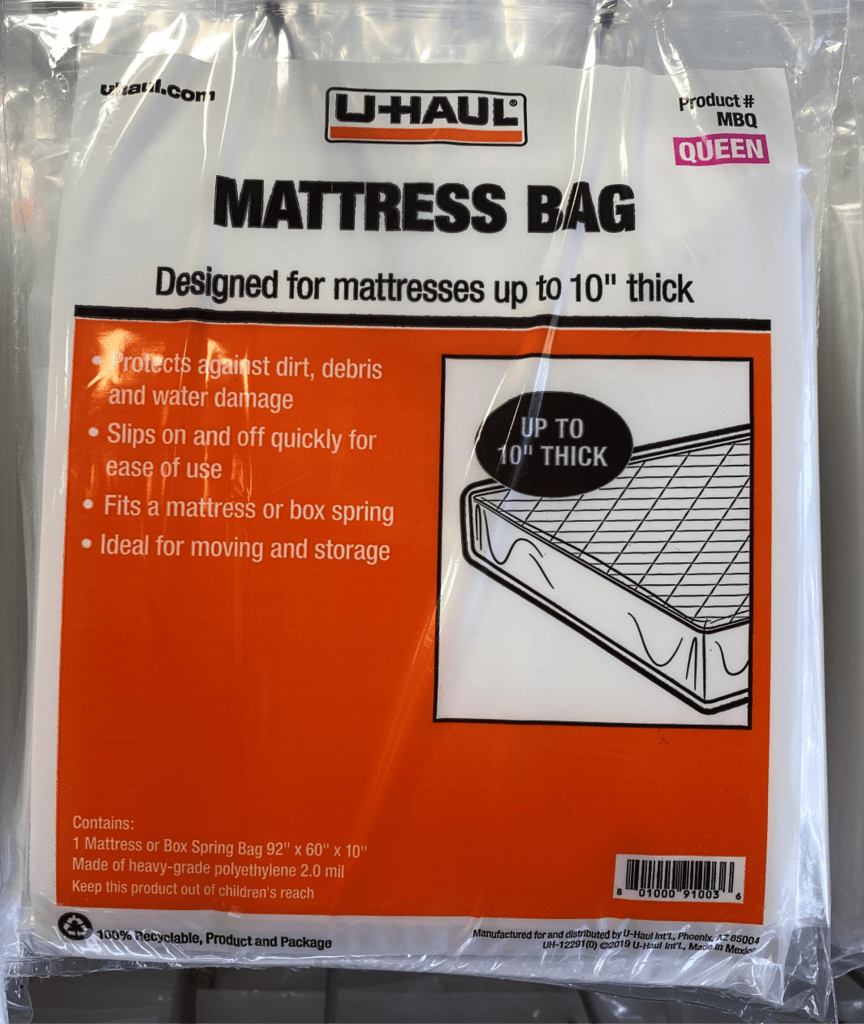 uhaul.com
U-HAUL®
Product #
MBQ
QUEEN
MATTRESS BAG
Designed for mattresses up to 10" thick
• Protects against dirt, debris
and water damage
• Slips on and off quickly for
ease of use
• Fits a mattress or box spring
• Ideal for moving and storage
UP TO
10" THICK
Contains:
1 Mattress or Box Spring Bag 92" x 60" x 10"
Made of heavy-grade polyethylene 2.0 mil
Keep this product out of children's reach
8 01000 91003 6
100% Recyclable, Product and Package
Manufactured for and distributed by U-Haul Int'l., Phoenix, AZ 85004
UH-12291(0) ©2019 U-Haul Int'l., Made in Mexico